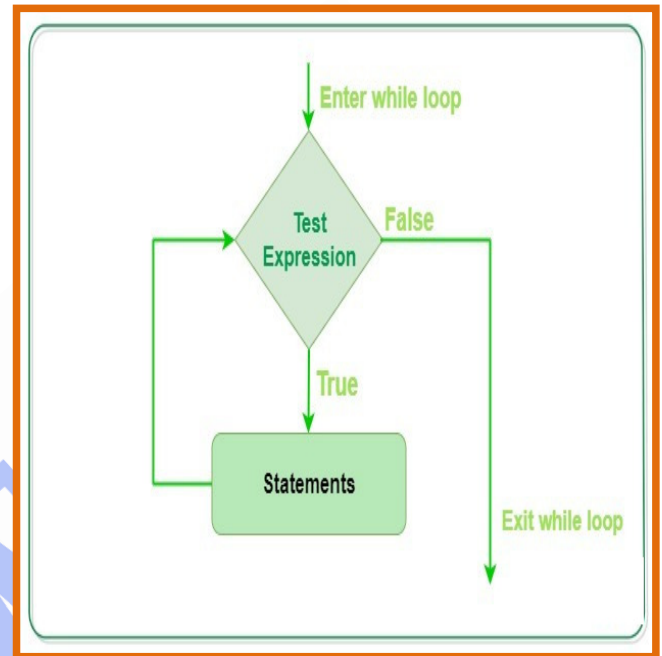 Enter while loop
Test
Expression
False
True
Statements
Exit while loop